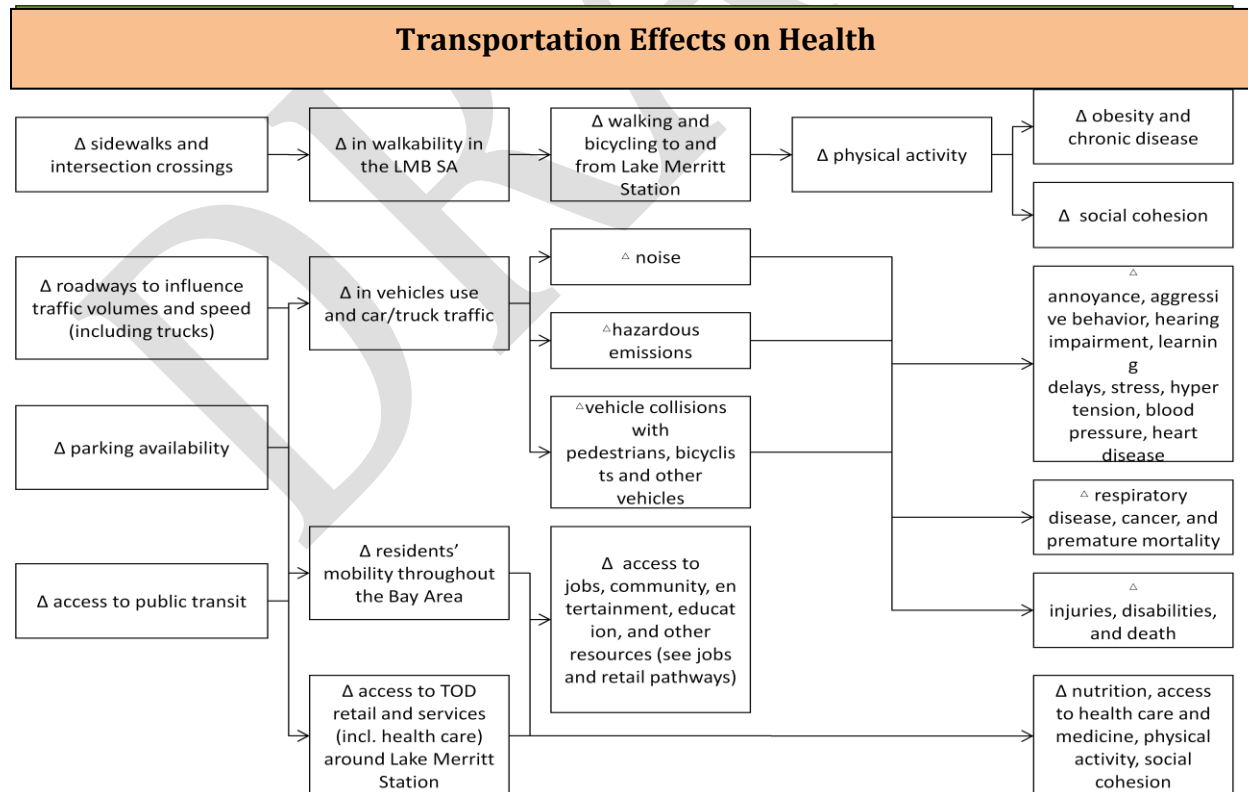 Transportation Effects on Health
Δ sidewalks and
intersection crossings
Δ in walkability in
the LMB SA
Δ walking and
bicycling to and
from Lake Merritt
Station
Δ physical activity
Δ obesity and
chronic disease
Δ social cohesion
Δ roadways to influence
traffic volumes and speed
(including trucks)
Δ in vehicles use
and car/truck traffic
△ noise
△hazardous
emissions
△vehicle collisions
with
pedestrians, bicyclis
ts and other
vehicles
△
annoyance, aggressi
ve behavior, hearing
impairment, learnin
g
delays, stress, hyper
tension, blood
pressure, heart
disease
Δ parking availability
△ respiratory
disease, cancer, and
premature mortality
Δ access to public transit
Δ residents’
mobility throughout
the Bay Area
Δ access to
jobs, community, en
tertainment, educat
ion, and other
resources (see jobs
and retail pathways)
△
injuries, disabilities,
and death
Δ access to TOD
retail and services
(incl. health care)
around Lake Merritt
Station
Δ nutrition, access
to health care and
medicine, physical
activity, social
cohesion